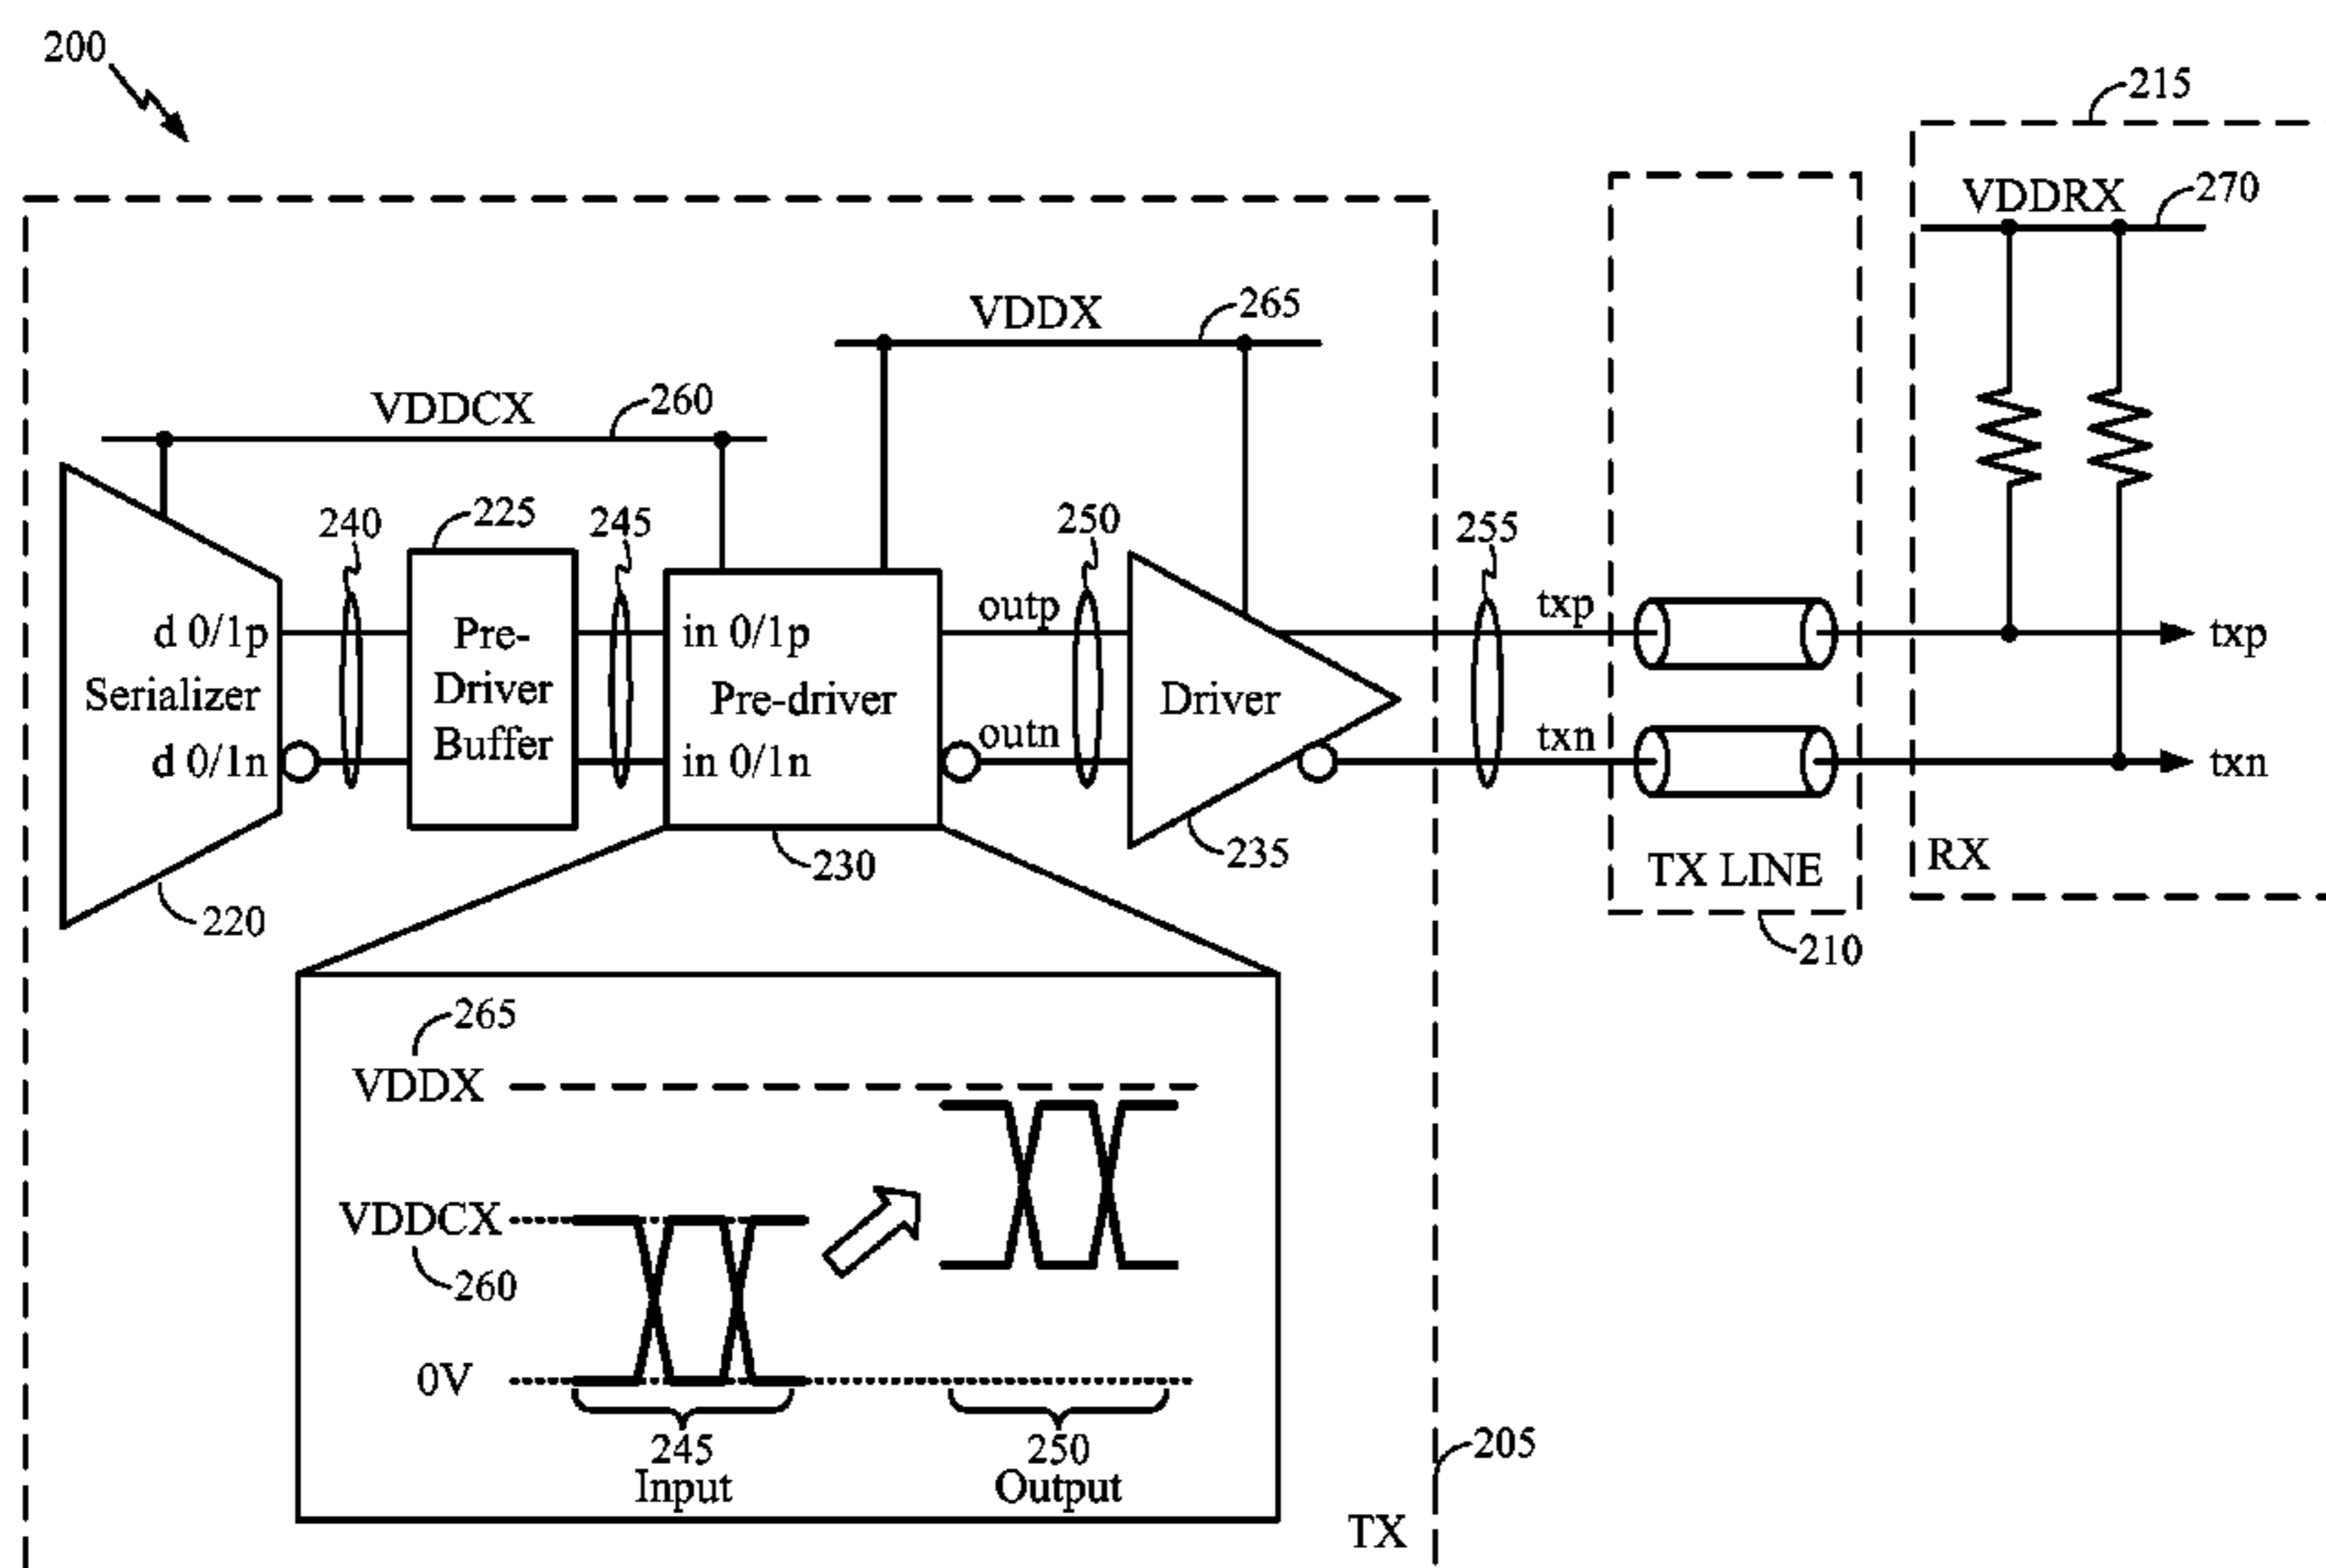 200
215
VDDRX
270
VDDX
265
VDDCX
260
240
225
245
250
255
d 0/1p
Serializer
d 0/1n
Pre-
Driver
Buffer
in 0/1p
Pre-driver
in 0/1n
outp
outn
Driver
txp
txn
txp
txn
220
230
235
TX LINE
210
RX
265
VDDX
VDDCX
260
0V
245
Input
250
Output
205
TX